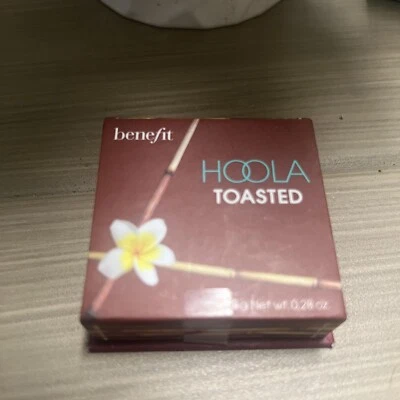 benefit
HOOLA
TOASTED
g Net wt. 0.28 oz.